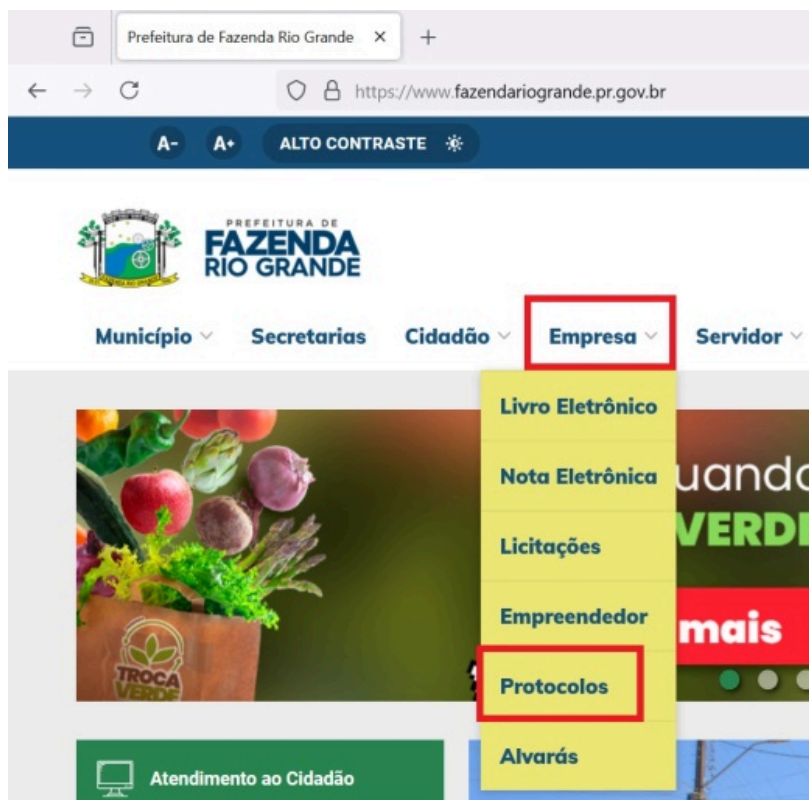 Prefeitura de Fazenda Rio Grande
https://www.fazendariogrande.pr.gov.br
A- A+ ALTO CONTRASTE
PREFEITURA DE
FAZENDA
RIO GRANDE
Município Secretarias Cidadão Empresa Servidor
Livro Eletrônico
Nota Eletrônica
uando
VERD
Licitações
Empreendedor
mais
Protocolos
TROCA
VERDE
Alvarás
Atendimento ao Cidadão